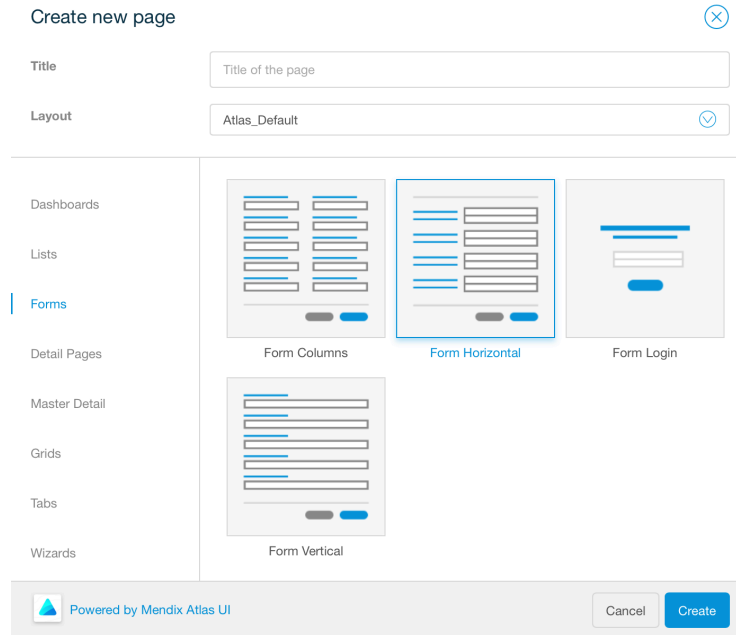 Create new page
Title
Title of the page
Layout
Atlas_Default
Dashboards
Lists
Forms
Detail Pages
Master Detail
Grids
Tabs
Wizards
Form Columns
Form Horizontal
Form Login
Form Vertical
Powered by Mendix Atlas UI
Cancel
Create